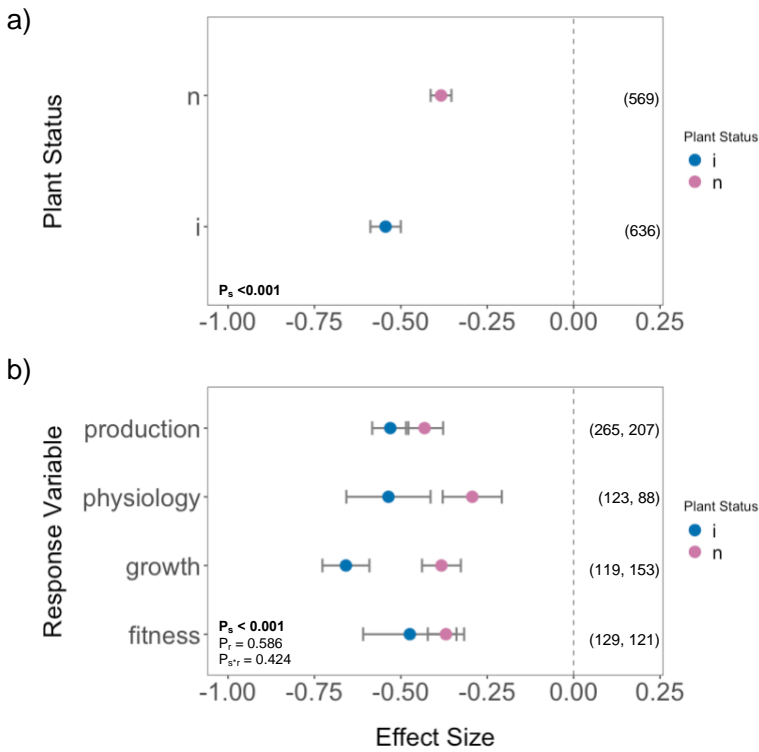 a)
Plant Status
n
(569)
i
(636)
Pₛ <0.001
-1.00 -0.75 -0.50 -0.25 0.00 0.25
Plant Status
i
n
b)
Response Variable
production
(265, 207)
physiology
(123, 88)
growth
(119, 153)
fitness
(129, 121)
Pₛ < 0.001
Pᵣ = 0.586
Pₛ*ᵣ = 0.424
-1.00 -0.75 -0.50 -0.25 0.00 0.25
Effect Size
Plant Status
i
n